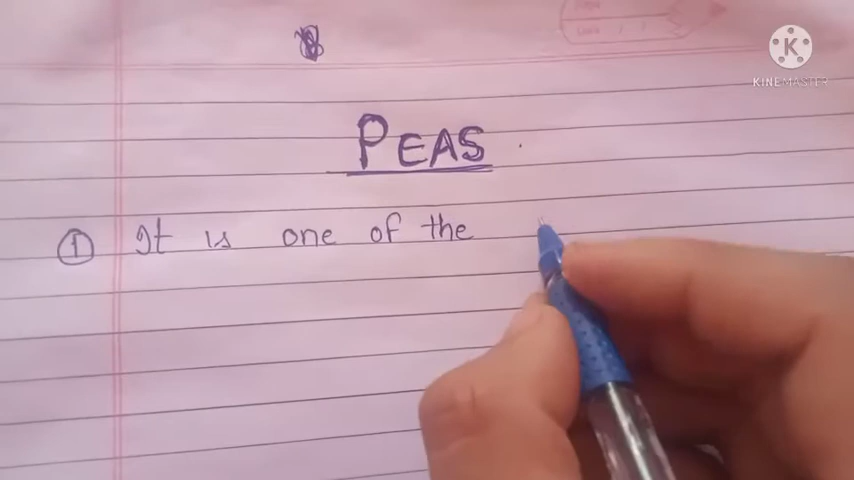 KINEMASTER
PEAS
① It is one of the